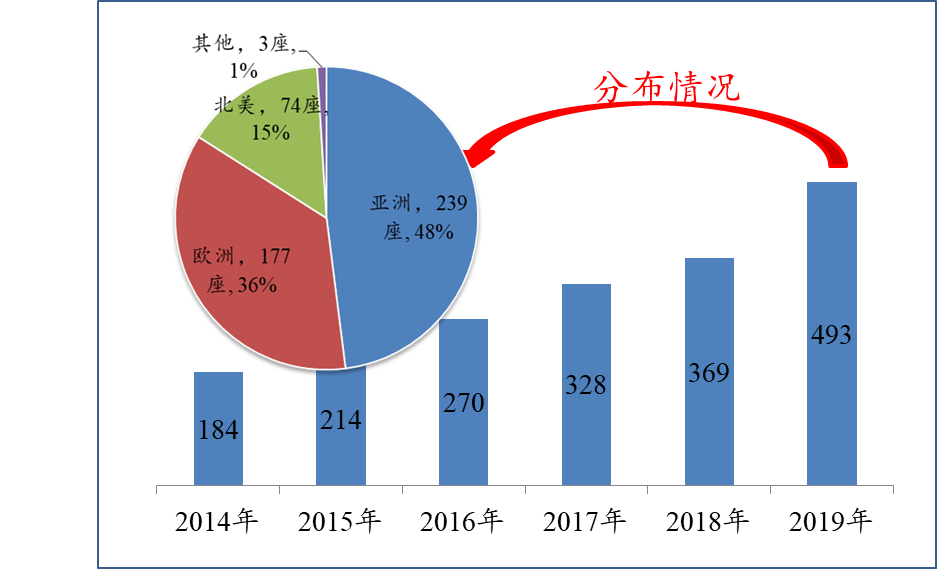 其他，3座,
1%
分布情况
北美，74座,
15%
亚洲，239
座, 48%
欧洲，177
座, 36%
184
214
270
328
369
493
2014年
2015年
2016年
2017年
2018年
2019年